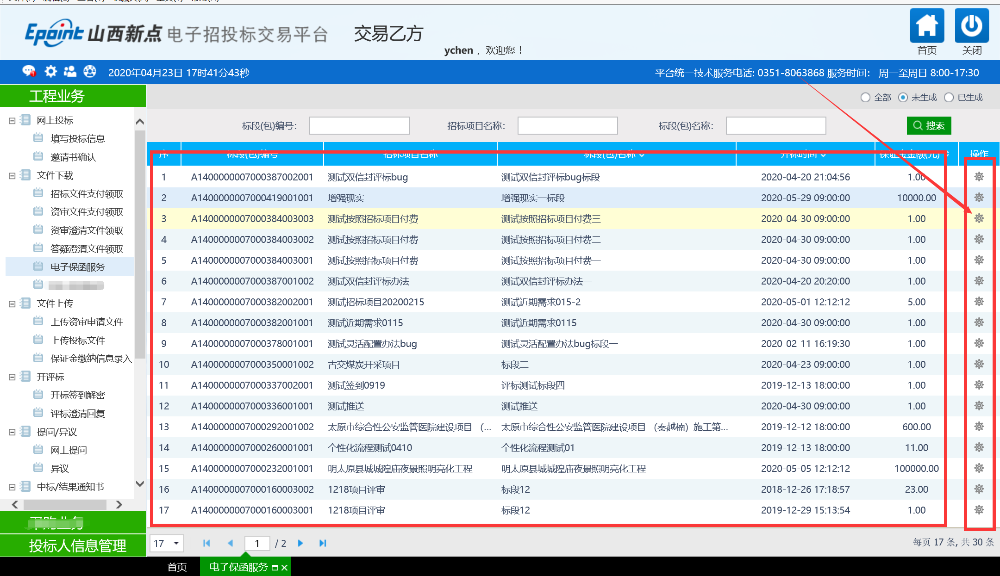 Epoint 山西新点 电子招投标交易平台 交易乙方
ychen ，欢迎您！
首页 关闭
2020年04月23日 17时41分43秒
平台统一技术服务电话: 0351-8063868 服务时间： 周一至周日 8:00-17:30
工程业务
网上投标
填写投标信息
邀请书确认
文件下载
招标文件支付领取
资审文件支付领取
资审澄清文件领取
答疑澄清文件领取
电子保函服务
文件上传
上传资审申请文件
上传投标文件
保证金缴纳信息录入
开评标
开标签到解密
评标澄清回复
提问/异议
网上提问
异议
中标/结果通知书
采购业务
投标人信息管理
全部 未生成 已生成
标段(包)编号： 招标项目名称： 标段(包)名称： 搜索
序 标段(包)编号 招标项目名称 标段(包)名称 开标时间 保证金金额(元) 操作
1 A1400000007000387002001 测试双信封评标bug 测试双信封评标bug标段一 2020-04-20 21:04:56 1.00
2 A1400000007000419001001 增强现实 增强现实一标段 2020-05-29 09:00:00 10000.00
3 A1400000007000384003003 测试按照招标项目付费 测试按照招标项目付费三 2020-04-30 09:00:00 1.00
4 A1400000007000384003002 测试按照招标项目付费 测试按照招标项目付费二 2020-04-30 09:00:00 1.00
5 A1400000007000384003001 测试按照招标项目付费 测试按照招标项目付费一 2020-04-30 09:00:00 1.00
6 A1400000007000387001002 测试双信封评标办法 测试双信封评标办法一 2020-04-20 20:20:00 1.00
7 A1400000007000382002001 测试招标项目20200215 测试近期需求015-2 2020-05-01 12:12:12 5.00
8 A1400000007000382001001 测试近期需求0115 测试近期需求0115 2020-04-30 09:00:00 1.00
9 A1400000007000378001001 测试灵活配置办法bug 测试灵活配置办法bug标段一 2020-02-11 16:19:30 1.00
10 A1400000007000350001002 古交煤炭开采项目 标段二 2020-04-23 09:00:00 1.00
11 A1400000007000337002001 测试签到0919 评标测试标段四 2019-12-13 18:00:00 1.00
12 A1400000007000336001001 测试推送 测试推送 2020-04-30 09:00:00 1.00
13 A1400000007000292001002 太原市综合性公安监管医院建设项目 （... 太原市综合性公安监管医院建设项目 （秦越楠）施工第... 2019-12-12 18:00:00 600.00
14 A1400000007000260001001 个性化流程测试0410 个性化流程测试01 2019-12-13 18:00:00 11.00
15 A1400000007000232001001 明太原县城城隍庙夜景照明亮化工程 明太原县城城隍庙夜景照明亮化工程 2020-05-05 12:12:12 100000.00
16 A1400000007000160003002 1218项目评审 标段12 2018-12-26 17:18:57 23.00
17 A1400000007000160003001 1218项目评审 标段12 2019-12-29 15:13:54 1.00
17 1 / 2 每页 17 条, 共 30 条
首页 电子保函服务